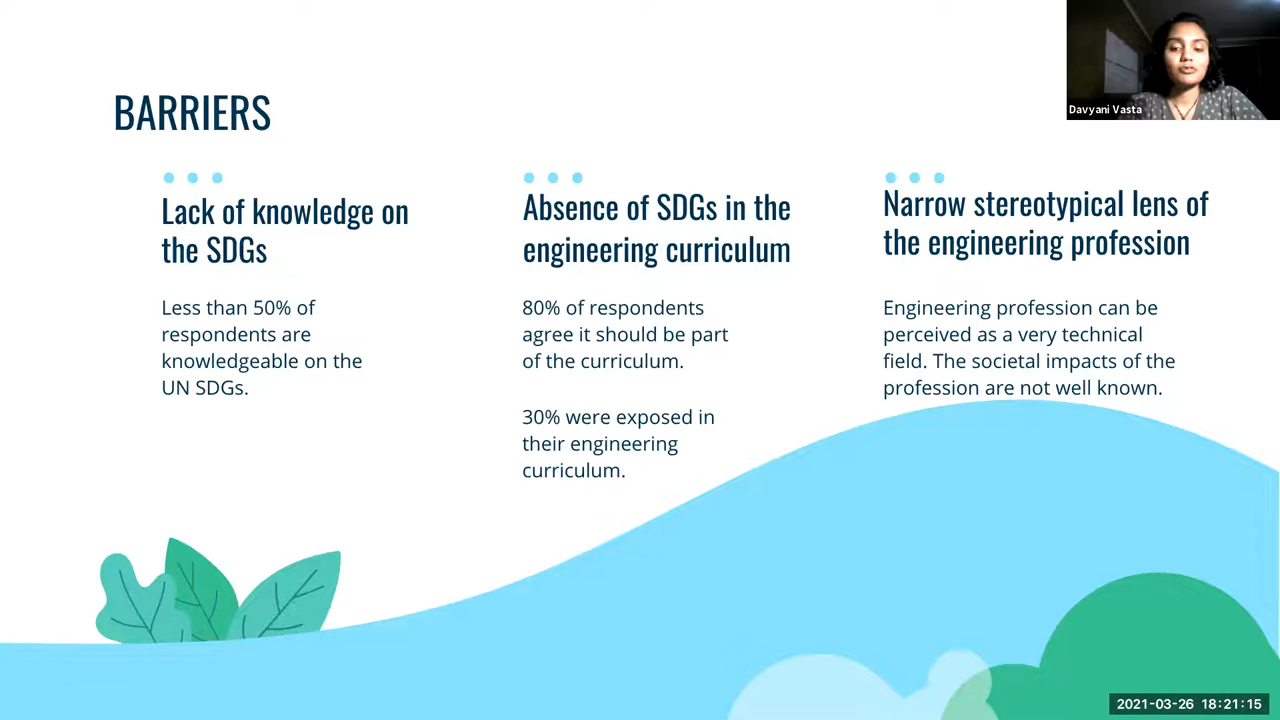 BARRIERS
Lack of knowledge on
the SDGs
Less than 50% of
respondents are
knowledgeable on the
UN SDGs.
Absence of SDGs in the
engineering curriculum
80% of respondents
agree it should be part
of the curriculum.
30% were exposed in
their engineering
curriculum.
Narrow stereotypical lens of
the engineering profession
Engineering profession can be
perceived as a very technical
field. The societal impacts of the
profession are not well known.
Davyani Vasta
2021-03-26 18:21:15